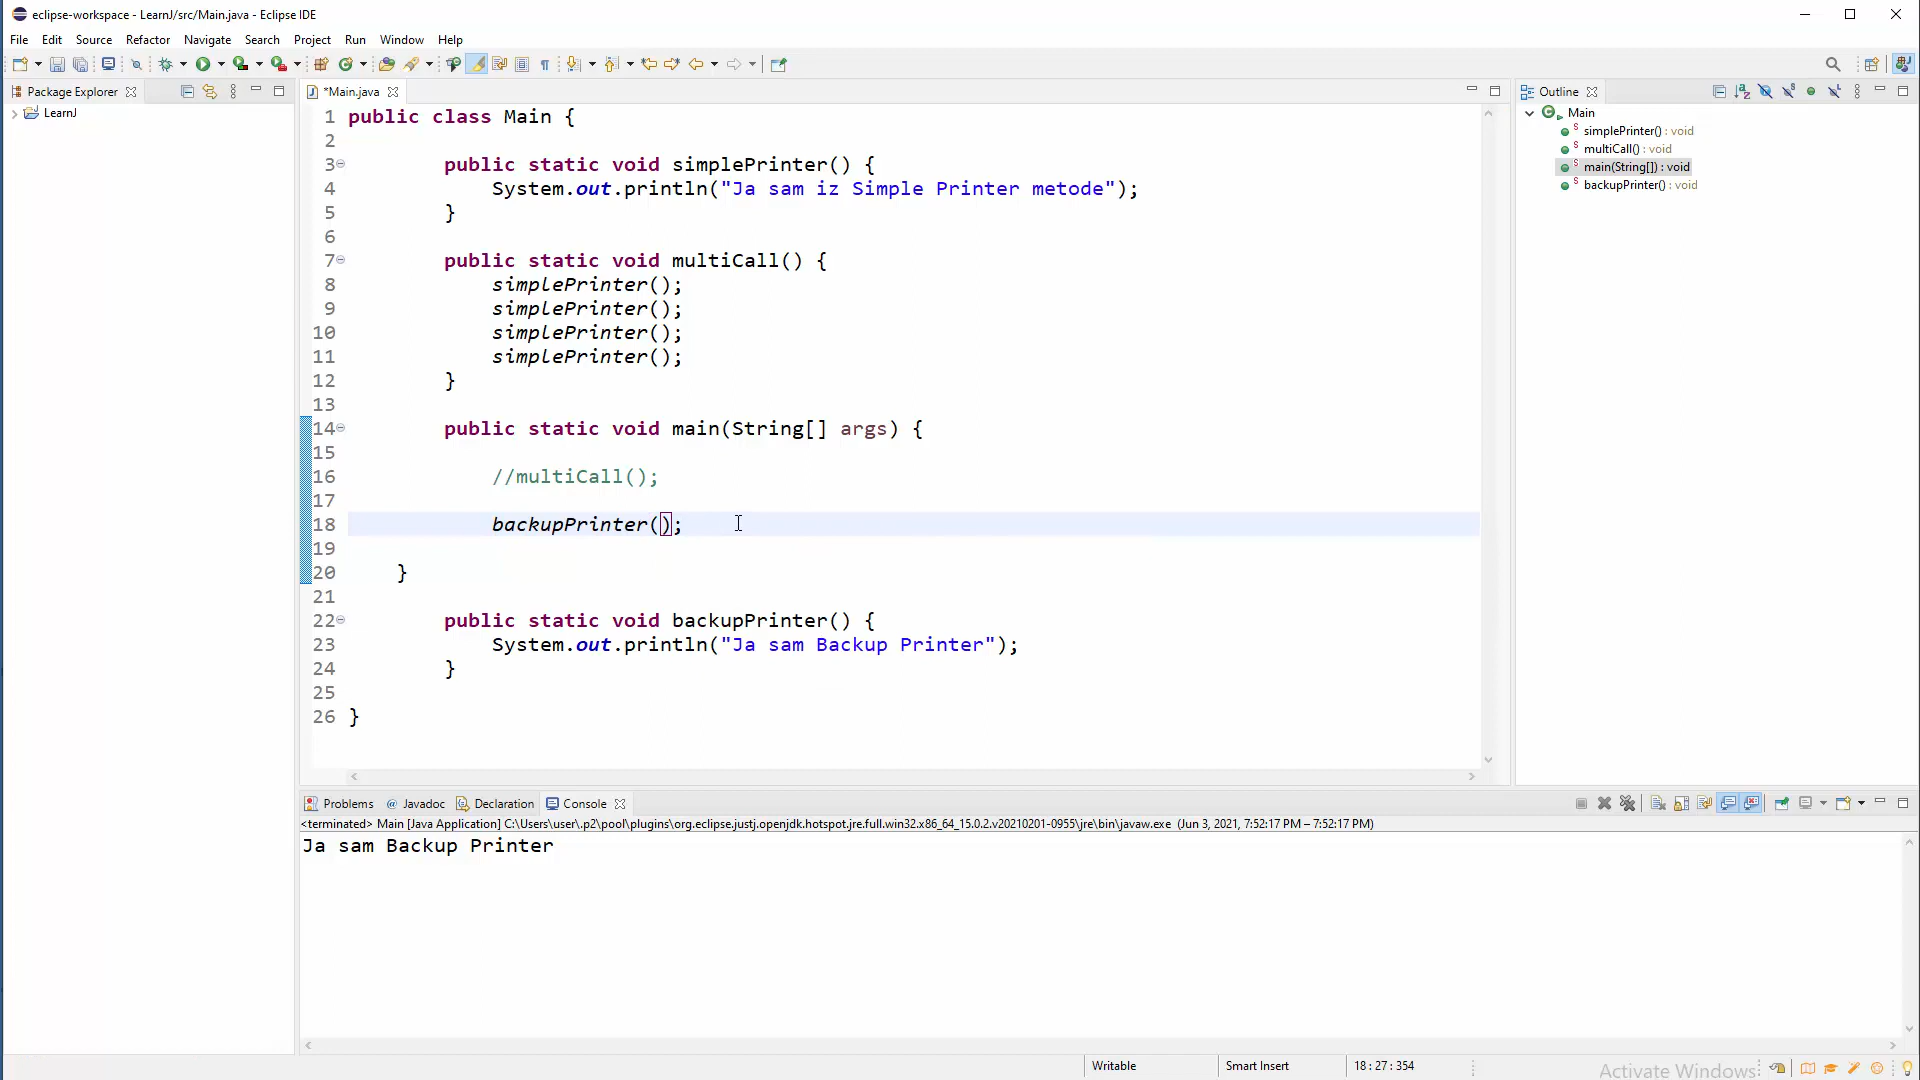 eclipse-workspace - LearnJ/src/Main.java - Eclipse IDE
File Edit Source Refactor Navigate Search Project Run Window Help
Package Explorer
LearnJ
*Main.java
1 public class Main {
2
3 public static void simplePrinter() {
4 System.out.println("Ja sam iz Simple Printer metode");
5 }
6
7 public static void multiCall() {
8 simplePrinter();
9 simplePrinter();
10 simplePrinter();
11 simplePrinter();
12 }
13
14 public static void main(String[] args) {
15
16 //multiCall();
17
18 backupPrinter();
19
20 }
21
22 public static void backupPrinter() {
23 System.out.println("Ja sam Backup Printer");
24 }
25
26 }
Outline
Main
simplePrinter() : void
multiCall() : void
main(String[]) : void
backupPrinter() : void
Problems @ Javadoc Declaration Console
<terminated> Main [Java Application] C:\Users\user\.p2\pool\plugins\org.eclipse.justj.openjdk.hotspot.jre.full.win32.x86_64_15.0.2.v20210201-0955\jre\bin\javaw.exe (Jun 3, 2021, 7:52:17 PM – 7:52:17 PM)
Ja sam Backup Printer
Writable Smart Insert 18 : 27 : 354
Activate Windows